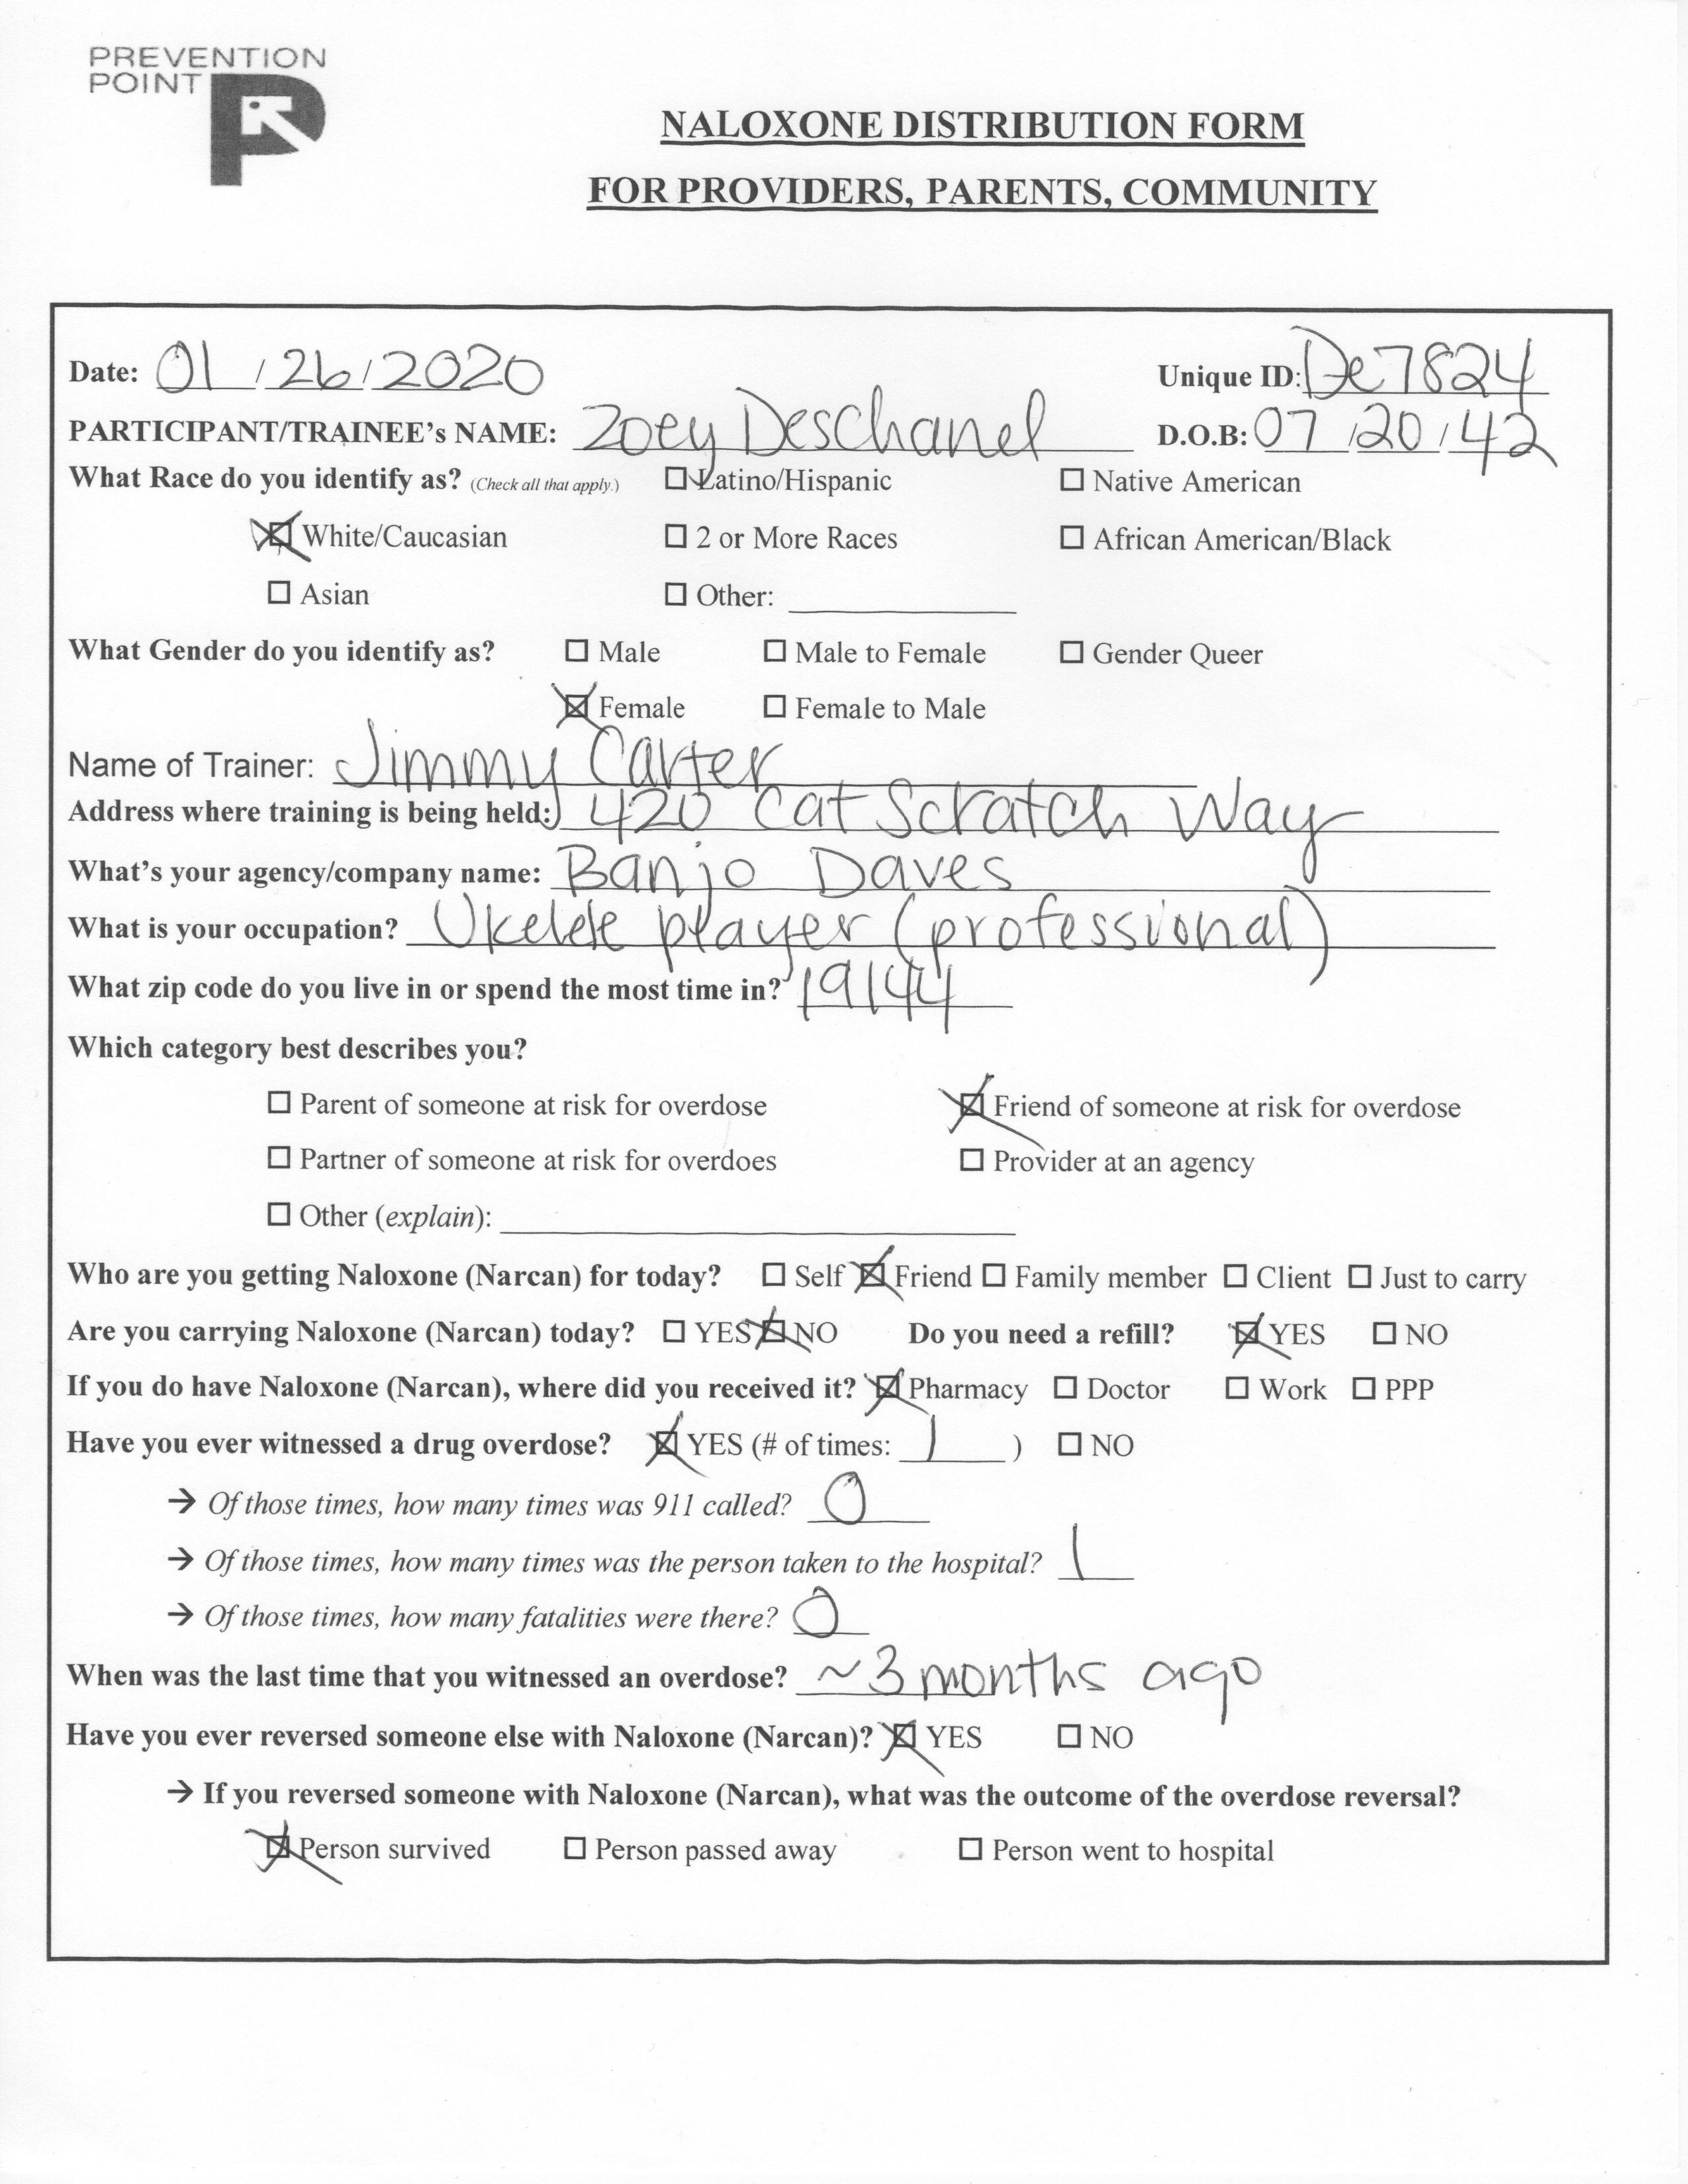 PREVENTION
POINT
NALOXONE DISTRIBUTION FORM
FOR PROVIDERS, PARENTS, COMMUNITY
Date: 01 / 26 / 2020 Unique ID: De7824
PARTICIPANT/TRAINEE's NAME: Zoey Deschanel D.O.B: 07 / 20 / 42
What Race do you identify as? (Check all that apply.) ☐ Latino/Hispanic ☐ Native American
☒ White/Caucasian ☐ 2 or More Races ☐ African American/Black
☐ Asian ☐ Other:
What Gender do you identify as? ☐ Male ☐ Male to Female ☐ Gender Queer
☒ Female ☐ Female to Male
Name of Trainer: Jimmy Carter
Address where training is being held: 420 Cat Scratch Way
What's your agency/company name: Banjo Daves
What is your occupation? Ukelele player (professional)
What zip code do you live in or spend the most time in? 19144
Which category best describes you?
☐ Parent of someone at risk for overdose ☒ Friend of someone at risk for overdose
☐ Partner of someone at risk for overdoes ☐ Provider at an agency
☐ Other (explain):
Who are you getting Naloxone (Narcan) for today? ☐ Self ☒ Friend ☐ Family member ☐ Client ☐ Just to carry
Are you carrying Naloxone (Narcan) today? ☐ YES ☒ NO Do you need a refill? ☒ YES ☐ NO
If you do have Naloxone (Narcan), where did you received it? ☒ Pharmacy ☐ Doctor ☐ Work ☐ PPP
Have you ever witnessed a drug overdose? ☒ YES (# of times: 1 ) ☐ NO
→ Of those times, how many times was 911 called? 0
→ Of those times, how many times was the person taken to the hospital? 1
→ Of those times, how many fatalities were there? 0
When was the last time that you witnessed an overdose? ~3 months ago
Have you ever reversed someone else with Naloxone (Narcan)? ☒ YES ☐ NO
→ If you reversed someone with Naloxone (Narcan), what was the outcome of the overdose reversal?
☒ Person survived ☐ Person passed away ☐ Person went to hospital